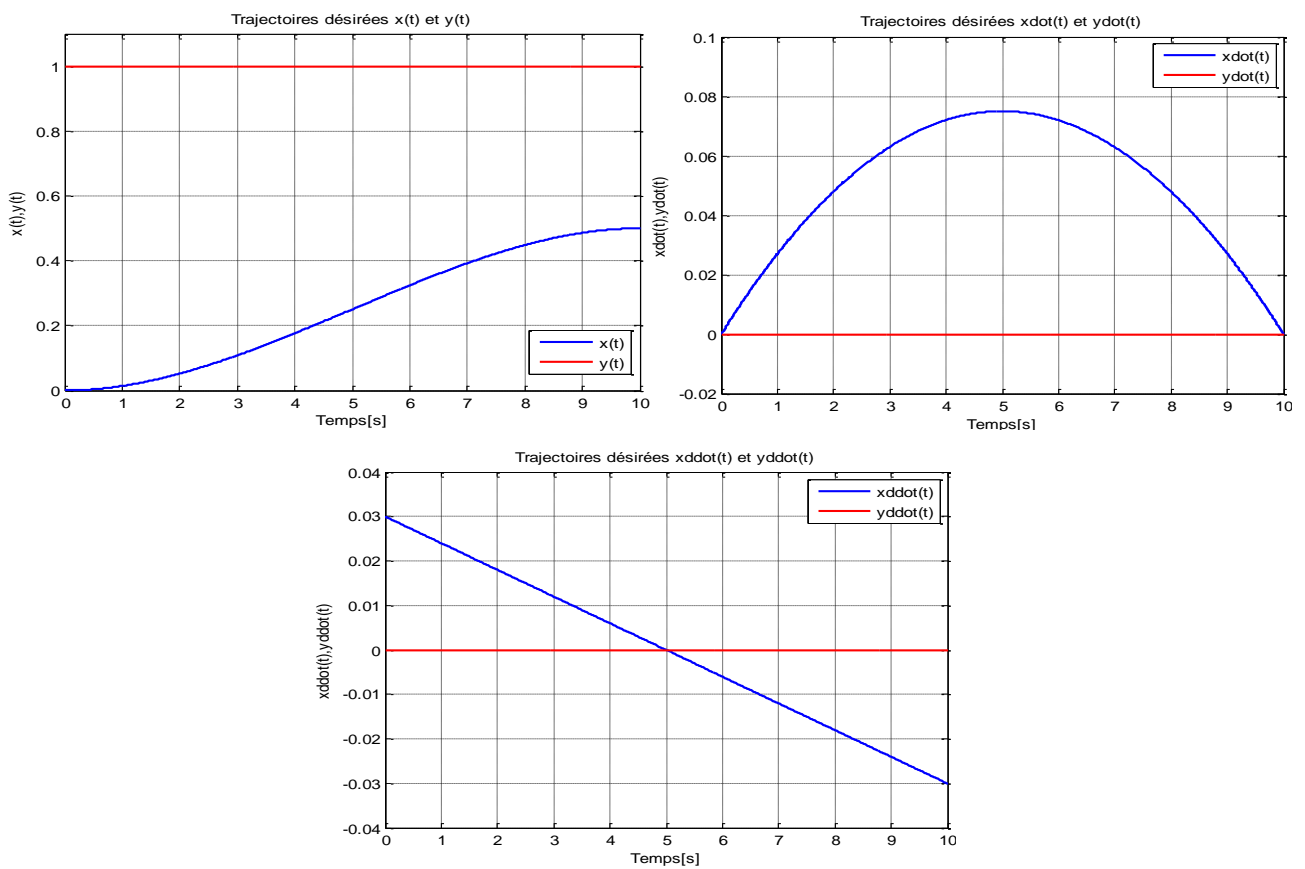 Trajectoires désirées x(t) et y(t)
x(t),y(t)
1
0.8
0.6
0.4
0.2
0
0 1 2 3 4 5 6 7 8 9 10
Temps[s]
x(t)
y(t)
Trajectoires désirées xdot(t) et ydot(t)
xdot(t),ydot(t)
0.1
0.08
0.06
0.04
0.02
0
-0.02
0 1 2 3 4 5 6 7 8 9 10
Temps[s]
xdot(t)
ydot(t)
Trajectoires désirées xddot(t) et yddot(t)
xddot(t),yddot(t)
0.04
0.03
0.02
0.01
0
-0.01
-0.02
-0.03
-0.04
0 1 2 3 4 5 6 7 8 9 10
Temps[s]
xddot(t)
yddot(t)